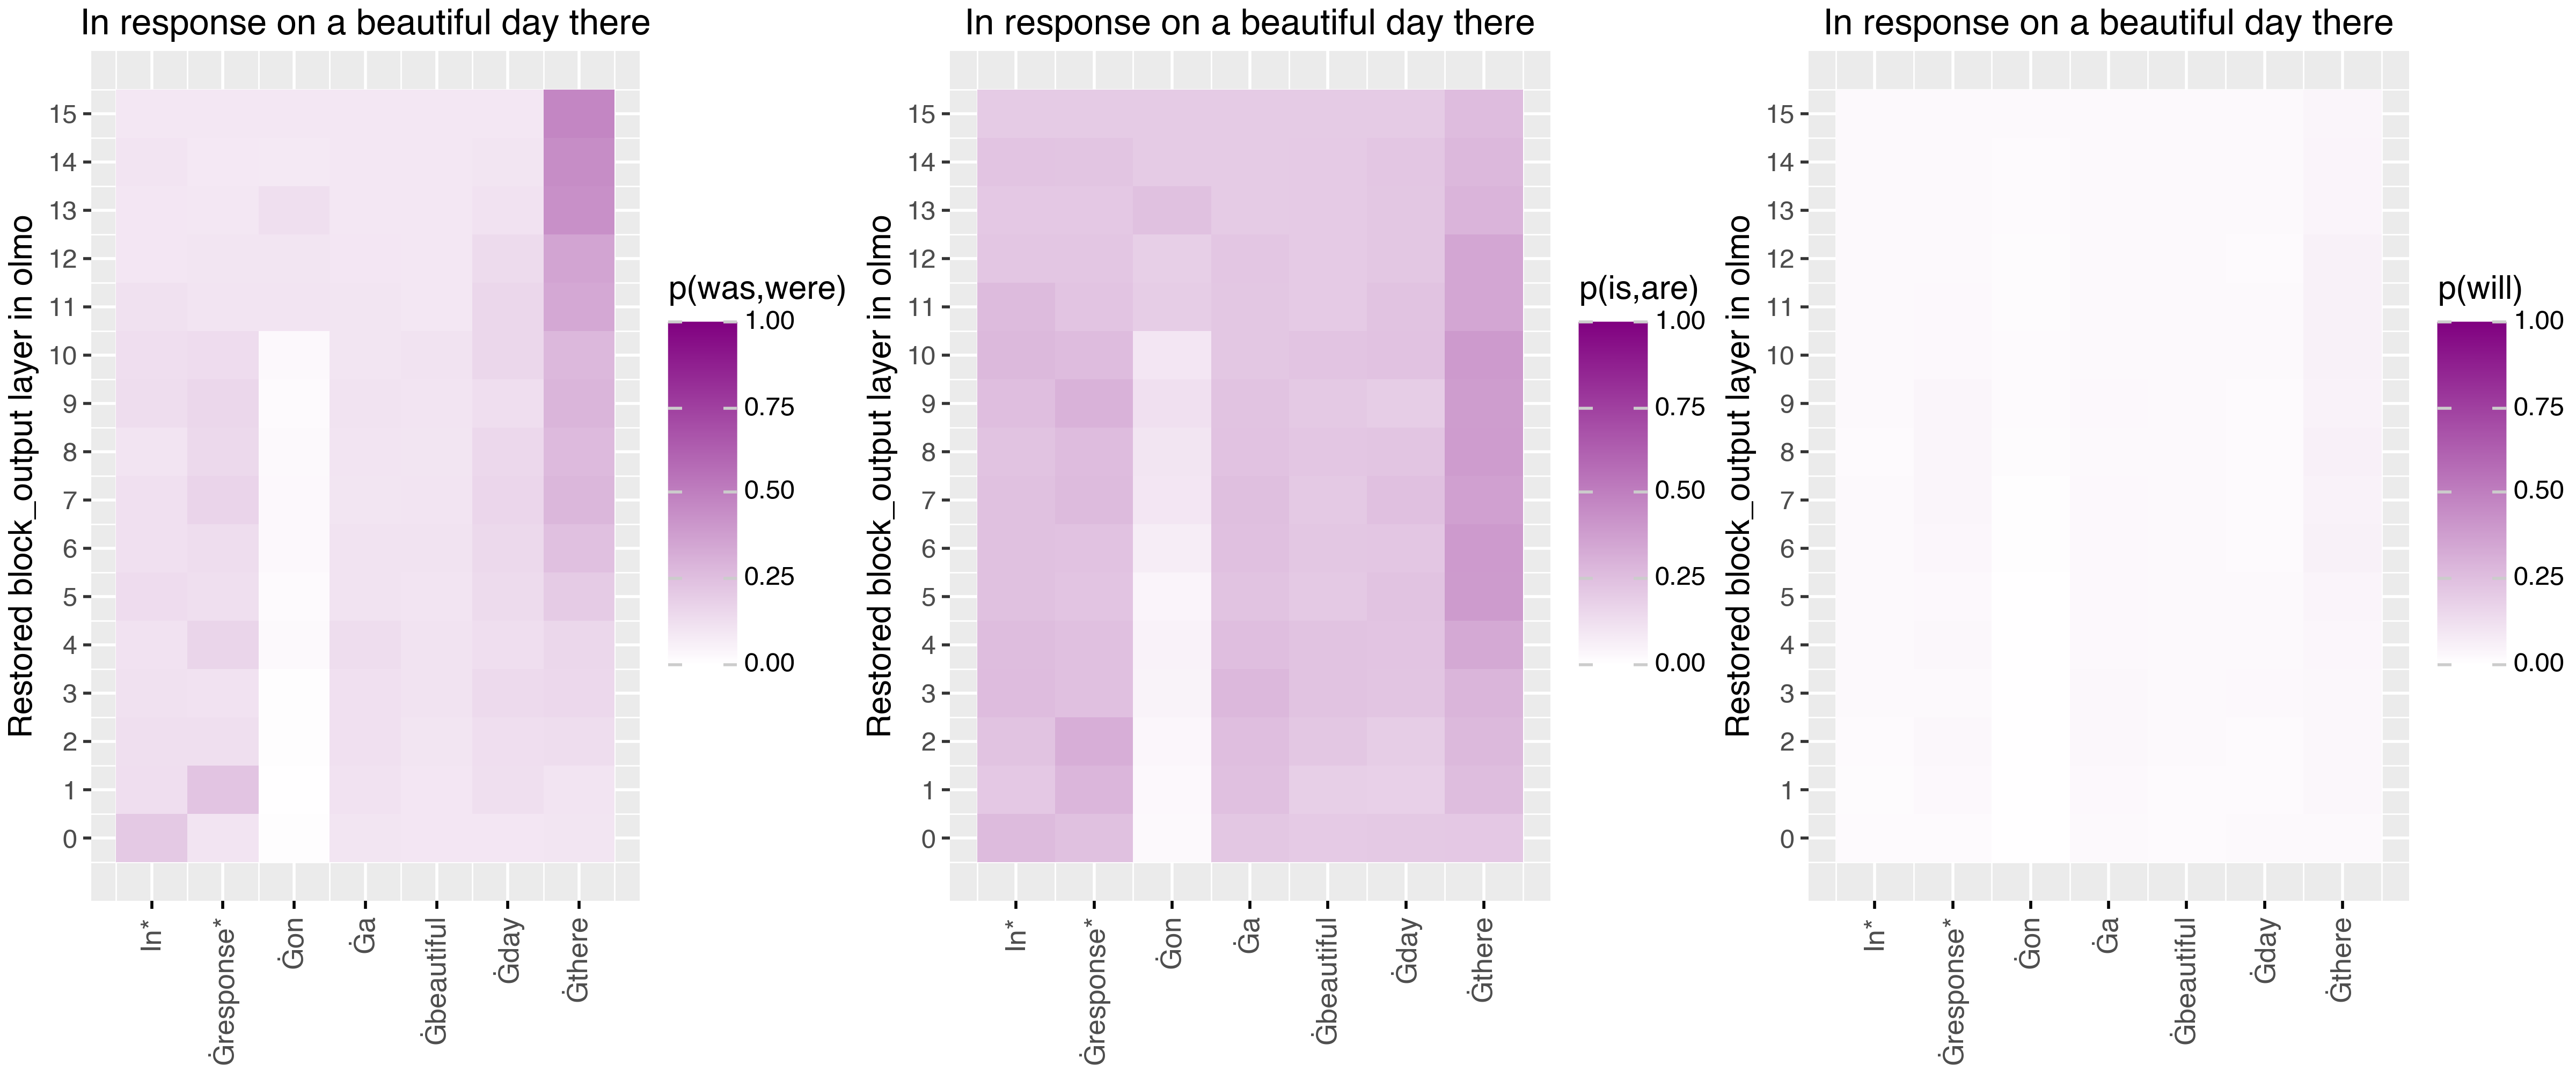 In response on a beautiful day there
Restored block_output layer in olmo
15
14
13
12
11
10
9
8
7
6
5
4
3
2
1
0
In*
Ġresponse*
Ġon
Ġa
Ġbeautiful
Ġday
Ġthere
p(was,were)
1.00
0.75
0.50
0.25
0.00
In response on a beautiful day there
Restored block_output layer in olmo
15
14
13
12
11
10
9
8
7
6
5
4
3
2
1
0
In*
Ġresponse*
Ġon
Ġa
Ġbeautiful
Ġday
Ġthere
p(is,are)
1.00
0.75
0.50
0.25
0.00
In response on a beautiful day there
Restored block_output layer in olmo
15
14
13
12
11
10
9
8
7
6
5
4
3
2
1
0
In*
Ġresponse*
Ġon
Ġa
Ġbeautiful
Ġday
Ġthere
p(will)
1.00
0.75
0.50
0.25
0.00